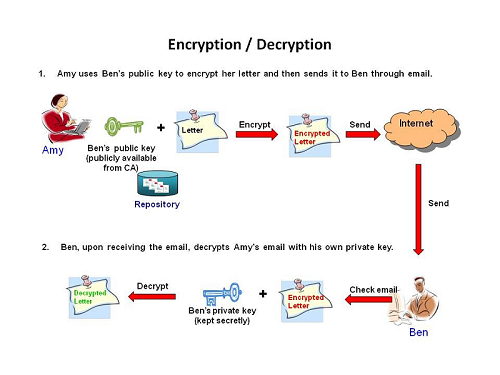 Encryption / Decryption
1. Amy uses Ben's public key to encrypt her letter and then sends it to Ben through email.
Amy
Ben's public key
(publicly available
from CA)
Repository
+
Letter
Encrypt
Encrypted
Letter
Send
Internet
Send
2. Ben, upon receiving the email, decrypts Amy's email with his own private key.
Decrypted
Letter
Decrypt
Ben's private key
(kept secretly)
+
Encrypted
Letter
Check email
Ben